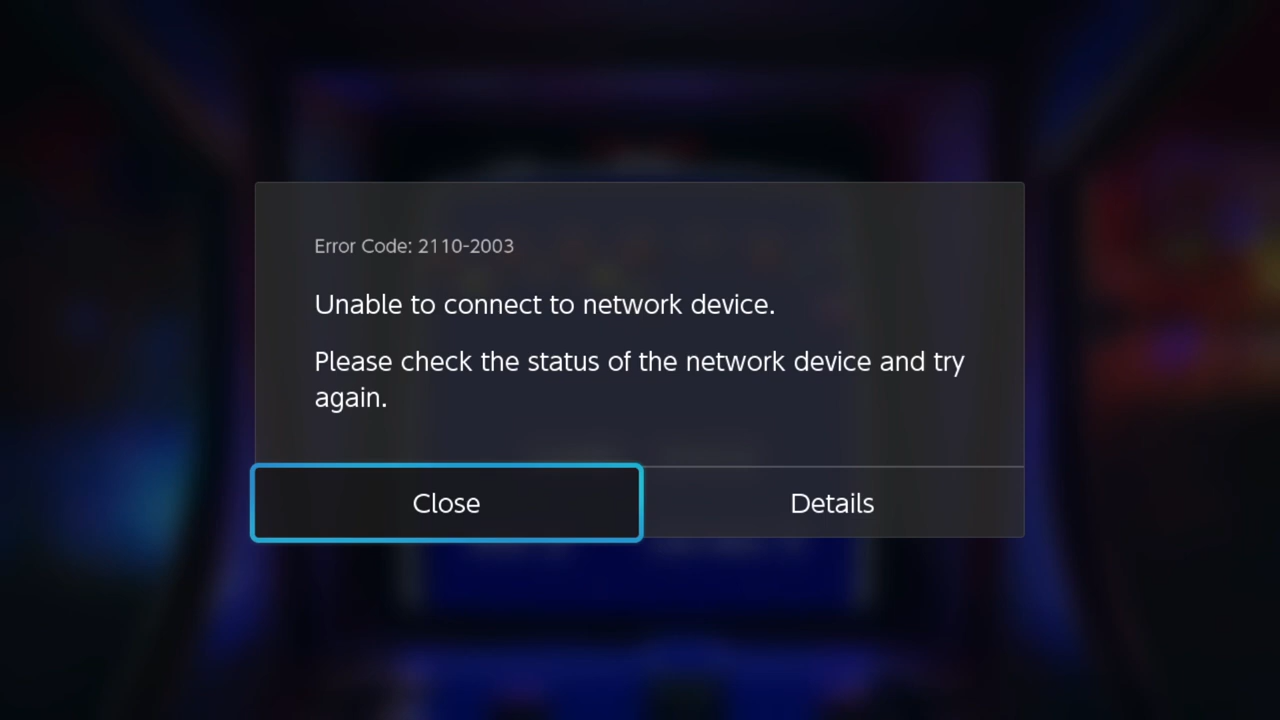 Error Code: 2110-2003
Unable to connect to network device.
Please check the status of the network device and try
again.
Close
Details